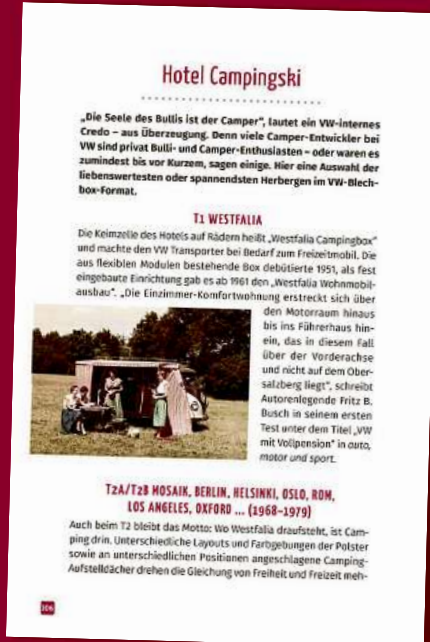 Hotel Campingski
„Die Seele des Bullis ist der Camper“, lautet ein VW-internes
Credo – aus Überzeugung. Denn viele Camper-Entwickler bei
VW sind privat Bulli- und Camper-Enthusiasten – oder waren es
zumindest bis vor Kurzem, sagen einige. Hier eine Auswahl der
liebenswertesten oder spannendsten Herbergen im VW-Blech-
box-Format.
T1 WESTFALIA
Die Keimzelle des Hotels auf Rädern heißt „Westfalia Campingbox“
und machte den VW Transporter bei Bedarf zum Freizeitmobil. Die
aus flexiblen Modulen bestehende Box debütierte 1951, als fest
eingebaute Einrichtung gab es ab 1961 den „Westfalia Wohnmobil-
ausbau“. „Die Einzimmer-Komfortwohnung erstreckt sich über
den Motorraum hinaus
bis ins Führerhaus hin-
ein, das in diesem Fall
über der Vorderachse
und nicht auf dem Ober-
salzberg liegt“, schreibt
Autorenlegende Fritz B.
Busch in seinem ersten
Test unter dem Titel „VW
mit Vollpension“ in auto,
motor und sport.
T2A/T2B MOSAIK, BERLIN, HELSINKI, OSLO, ROM,
LOS ANGELES, OXFORD ... (1968–1979)
Auch beim T2 bleibt das Motto: Wo Westfalia draufsteht, ist Cam-
ping drin. Unterschiedliche Layouts und Farbgebungen der Polster
sowie an unterschiedlichen Positionen angeschlagene Camping-
Aufstelldächer drehen die Gleichung von Freiheit und Freizeit meh-
206